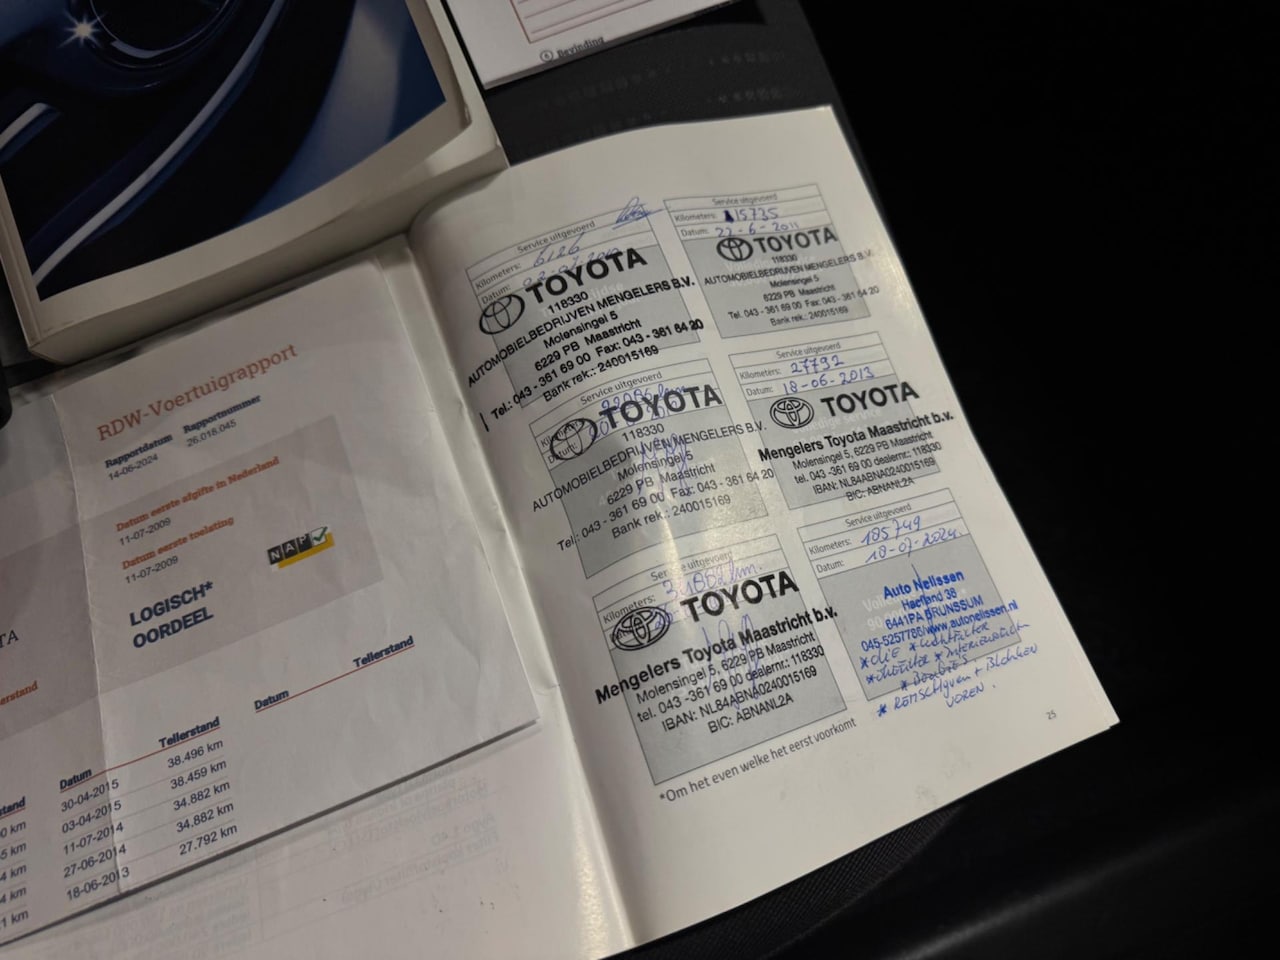 Bevinding
RDW-Voertuigrapport
Rapportdatum Rapportnummer
14-06-2024 26.018.045
Datum eerste afgifte in Nederland
11-07-2009
Datum eerste toelating
11-07-2009
NAP
LOGISCH*
OORDEEL
Datum Tellerstand
Tellerstand
Datum
30-04-2015 38.496 km
03-04-2015 38.459 km
11-07-2014 34.882 km
27-06-2014 34.882 km
18-06-2013 27.792 km
Service uitgevoerd
Kilometers: 6126
Datum:
TOYOTA
118330
AUTOMOBIELBEDRIJVEN MENGELERS B.V.
Molensingel 5
6229 PB Maastricht
Tel.: 043 - 361 69 00 Fax: 043 - 361 64 20
Bank rek.: 240015169
Service uitgevoerd
Kilometers: 15735
Datum: 22-6-2011
TOYOTA
118330
AUTOMOBIELBEDRIJVEN MENGELERS B.V.
Molensingel 5
6229 PB Maastricht
Tel. 043 - 361 69 00 Fax: 043 - 361 64 20
Bank rek.: 240015169
Service uitgevoerd
TOYOTA
118330
AUTOMOBIELBEDRIJVEN MENGELERS B.V.
Molensingel 5
6229 PB Maastricht
Tel.: 043 - 361 69 00 Fax: 043 - 361 64 20
Bank rek.: 240015169
Service uitgevoerd
Kilometers: 27792
Datum: 18-06-2013
TOYOTA
Mengelers Toyota Maastricht b.v.
Molensingel 5, 6229 PB Maastricht
tel. 043 -361 69 00 dealernr.: 118330
IBAN: NL84ABNA0240015169
BIC: ABNANL2A
Kilometers:
TOYOTA
Mengelers Toyota Maastricht b.v.
Molensingel 5, 6229 PB Maastricht
tel. 043 -361 69 00 dealernr.: 118330
IBAN: NL84ABNA0240015169
BIC: ABNANL2A
Service uitgevoerd
Kilometers: 185749
Datum: 18-07-2024
Auto Nelissen
Haefland 38
6441PA BRUNSSUM
045-5257786/www.autonelissen.nl
* OLIE * Luchtfilter
* Oliefilter * Interieurfilter
* Bougies
* REMSCHIJVEN + BLOKKEN
VOREN.
*Om het even welke het eerst voorkomt
25